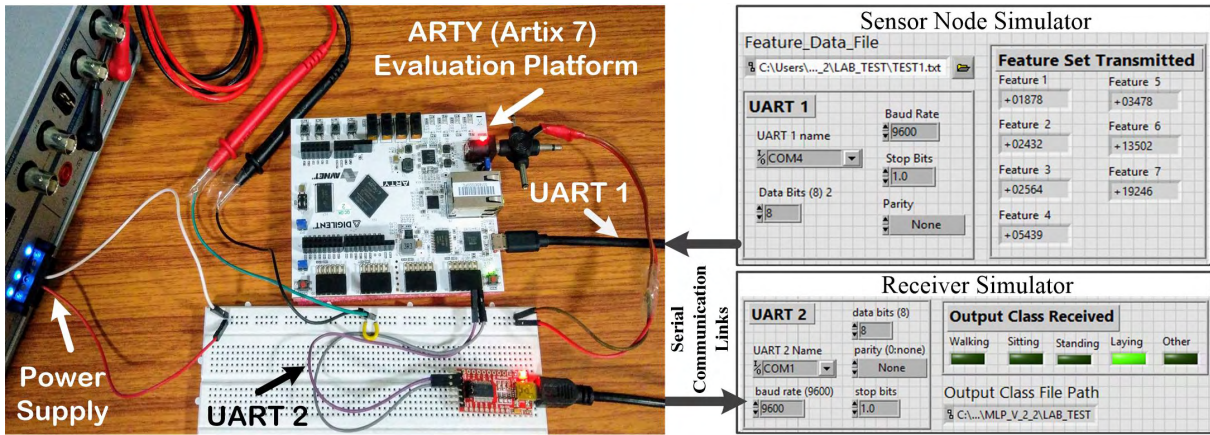 ARTY (Artix 7)
Evaluation Platform
AVNET
ARTY
DIGILENT
UART 1
Power
Supply
UART 2
Serial
Communication
Links
Sensor Node Simulator
Feature_Data_File
C:\Users\..._2\LAB_TEST\TEST1.txt
UART 1
UART 1 name
COM4
Data Bits (8) 2
8
Baud Rate
9600
Stop Bits
1.0
Parity
None
Feature Set Transmitted
Feature 1
+01878
Feature 2
+02432
Feature 3
+02564
Feature 4
+05439
Feature 5
+03478
Feature 6
+13502
Feature 7
+19246
Receiver Simulator
UART 2
UART 2 Name
COM1
baud rate (9600)
9600
data bits (8)
8
parity (0:none)
None
stop bits
1.0
Output Class Received
Walking Sitting Standing Laying Other
Output Class File Path
C:\...\MLP_V_2_2\LAB_TEST